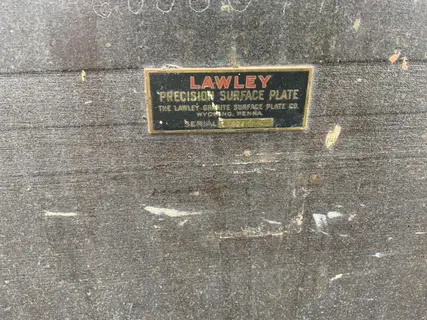 LAWLEY
PRECISION SURFACE PLATE
THE LAWLEY GRANITE SURFACE PLATE CO.
WYOMING, PENNA.
SERIAL